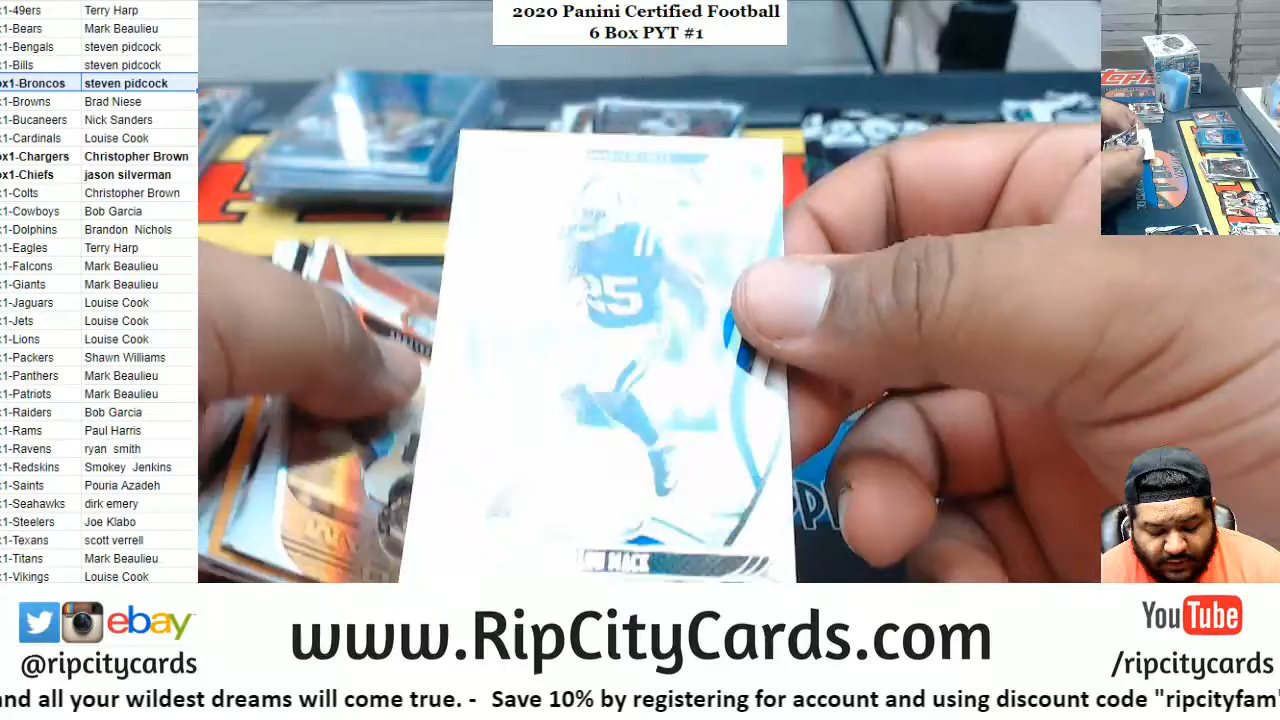 2020 Panini Certified Football
6 Box PYT #1
x1-49ers Terry Harp
x1-Bears Mark Beaulieu
x1-Bengals steven pidcock
x1-Bills steven pidcock
ox1-Broncos steven pidcock
x1-Browns Brad Niese
x1-Bucaneers Nick Sanders
x1-Cardinals Louise Cook
ox1-Chargers Christopher Brown
ox1-Chiefs jason silverman
x1-Colts Christopher Brown
x1-Cowboys Bob Garcia
x1-Dolphins Brandon Nichols
x1-Eagles Terry Harp
x1-Falcons Mark Beaulieu
x1-Giants Mark Beaulieu
x1-Jaguars Louise Cook
x1-Jets Louise Cook
x1-Lions Louise Cook
x1-Packers Shawn Williams
x1-Panthers Mark Beaulieu
x1-Patriots Mark Beaulieu
x1-Raiders Bob Garcia
x1-Rams Paul Harris
x1-Ravens ryan smith
x1-Redskins Smokey Jenkins
x1-Saints Pouria Azadeh
x1-Seahawks dirk emery
x1-Steelers Joe Klabo
x1-Texans scott verrell
x1-Titans Mark Beaulieu
x1-Vikings Louise Cook
25
MACK
ebay
@ripcitycards
www.RipCityCards.com
YouTube
/ripcitycards
and all your wildest dreams will come true. - Save 10% by registering for account and using discount code "ripcityfam"